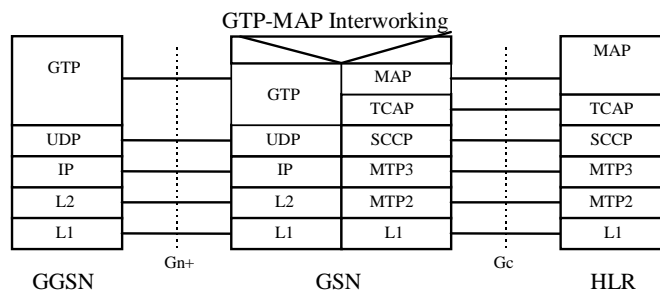 GTP-MAP Interworking
GTP GTP MAP MAP
TCAP TCAP
UDP UDP SCCP SCCP
IP IP MTP3 MTP3
L2 L2 MTP2 MTP2
L1 L1 L1 L1
Gn+ Gc
GGSN GSN HLR